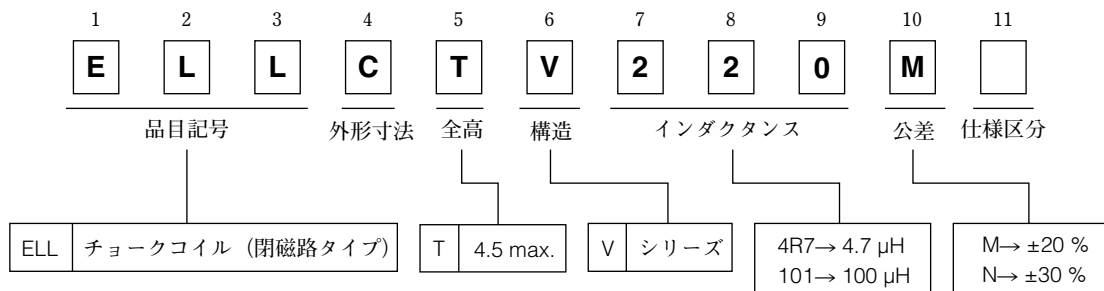 1 2 3 4 5 6 7 8 9 10 11
E L L C T V 2 2 0 M
品目記号 外形寸法 全高 構造 インダクタンス 公差 仕様区分
ELL チョークコイル (閉磁路タイプ) T 4.5 max. V シリーズ 4R7→ 4.7 µH M→ ±20 %
101→ 100 µH N→ ±30 %